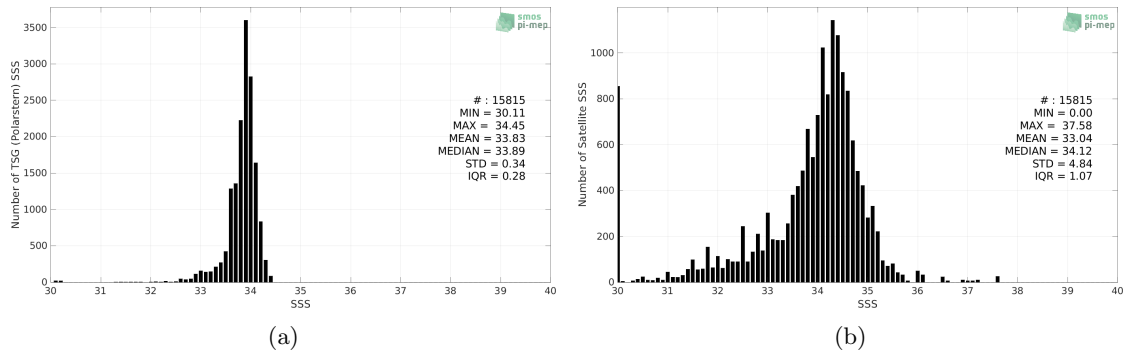 3500
3000
2500
2000
1500
1000
500
0
Number of TSG (Polarstern) SSS
30 31 32 33 34 35 36 37 38 39 40
SSS
smos
pi-mep
# : 15815
MIN = 30.11
MAX = 34.45
MEAN = 33.83
MEDIAN = 33.89
STD = 0.34
IQR = 0.28
(a)
1000
800
600
400
200
0
Number of Satellite SSS
30 31 32 33 34 35 36 37 38 39 40
SSS
smos
pi-mep
# : 15815
MIN = 0.00
MAX = 37.58
MEAN = 33.04
MEDIAN = 34.12
STD = 4.84
IQR = 1.07
(b)